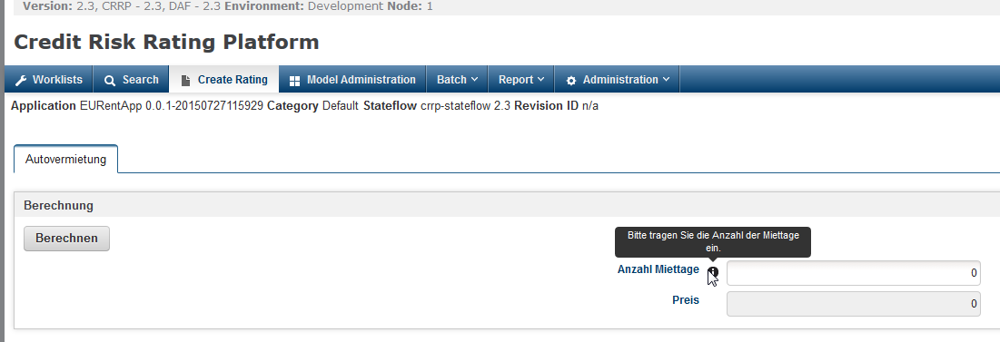 Version: 2.3, CRRP - 2.3, DAF - 2.3 Environment: Development Node: 1
Credit Risk Rating Platform
Worklists Search Create Rating Model Administration Batch Report Administration
Application EURentApp 0.0.1-20150727115929 Category Default Stateflow crrp-stateflow 2.3 Revision ID n/a
Autovermietung
Berechnung
Berechnen
Bitte tragen Sie die Anzahl der Miettage
ein.
Anzahl Miettage 0
Preis 0